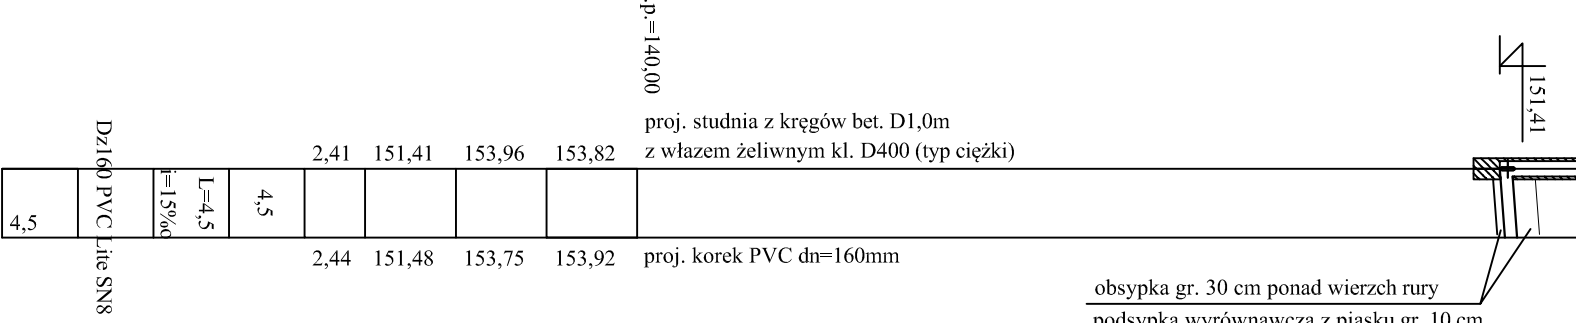 p.=140,00
151,41
proj. studnia z kręgów bet. D1,0m
z włazem żeliwnym kl. D400 (typ ciężki)
2,41 151,41 153,96 153,82
4,5
Dz160 PVC Lite SN8
i=15%o
L=4,5
4,5
2,44 151,48 153,75 153,92
proj. korek PVC dn=160mm
obsypka gr. 30 cm ponad wierzch rury
podsypka wyrównawcza z piasku gr. 10 cm